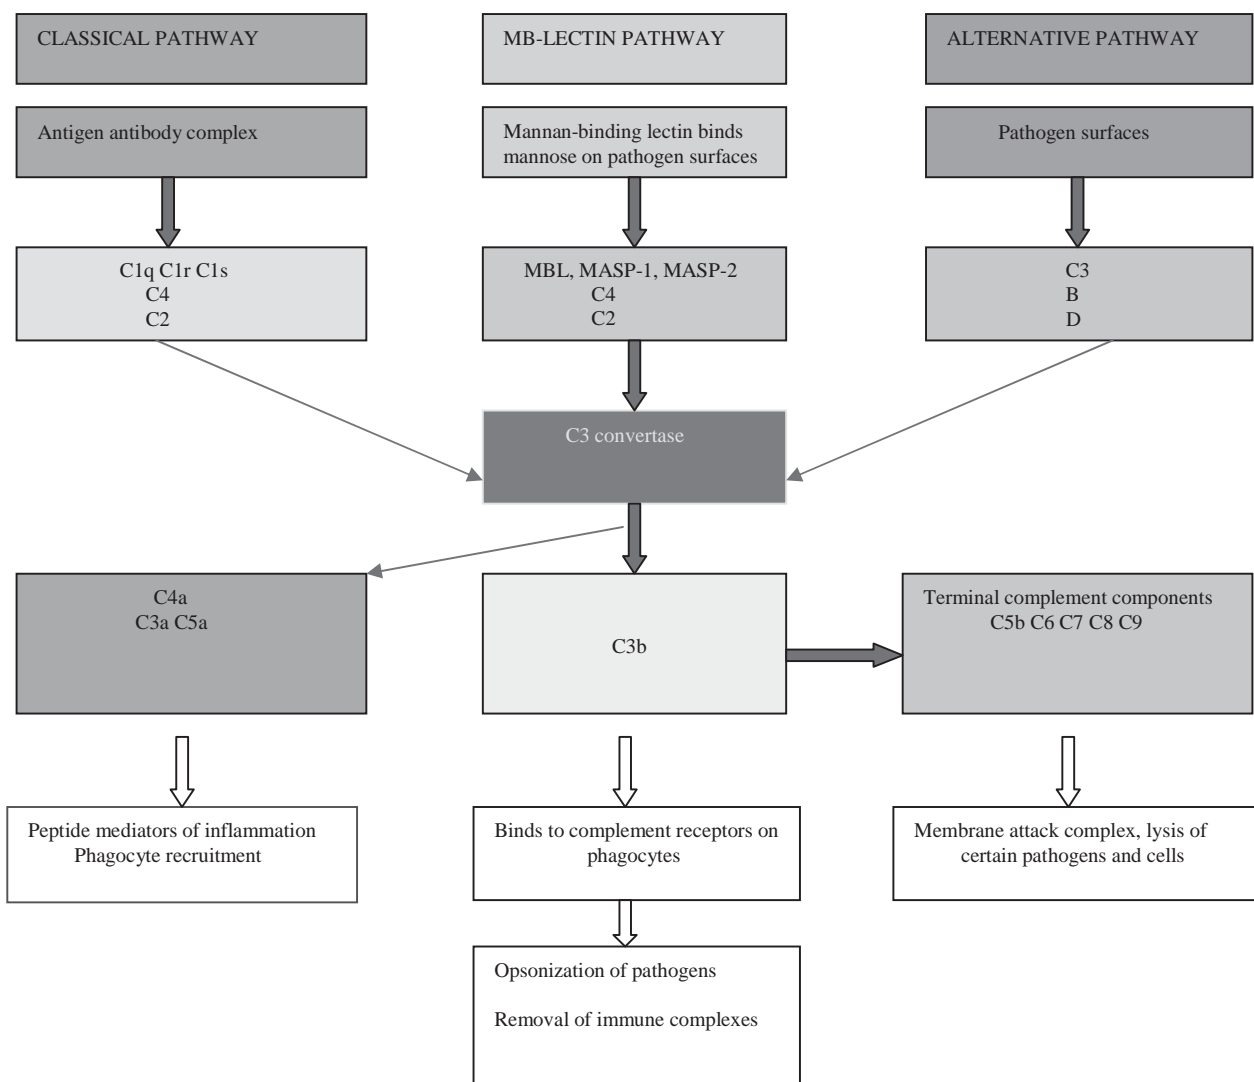 CLASSICAL PATHWAY
MB-LECTIN PATHWAY
ALTERNATIVE PATHWAY
Antigen antibody complex
Mannan-binding lectin binds
mannose on pathogen surfaces
Pathogen surfaces
C1q C1r C1s
C4
C2
MBL, MASP-1, MASP-2
C4
C2
C3
B
D
C3 convertase
C4a
C3a C5a
C3b
Terminal complement components
C5b C6 C7 C8 C9
Peptide mediators of inflammation
Phagocyte recruitment
Binds to complement receptors on
phagocytes
Membrane attack complex, lysis of
certain pathogens and cells
Opsonization of pathogens
Removal of immune complexes